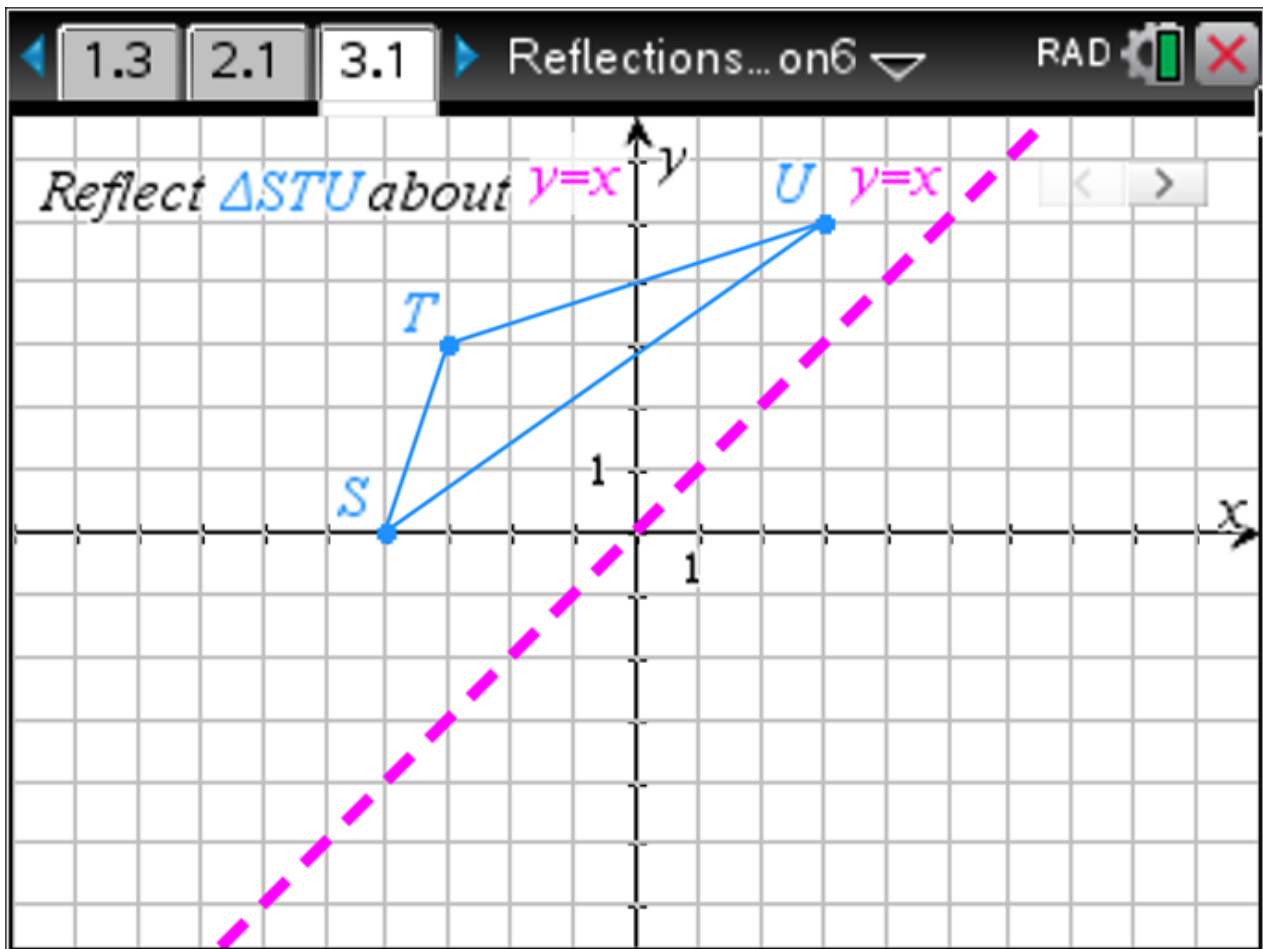 1.3 2.1 3.1 Reflections...on6 RAD
Reflect ΔSTU about y=x
y
U y=x
< >
T
S
1
x
1